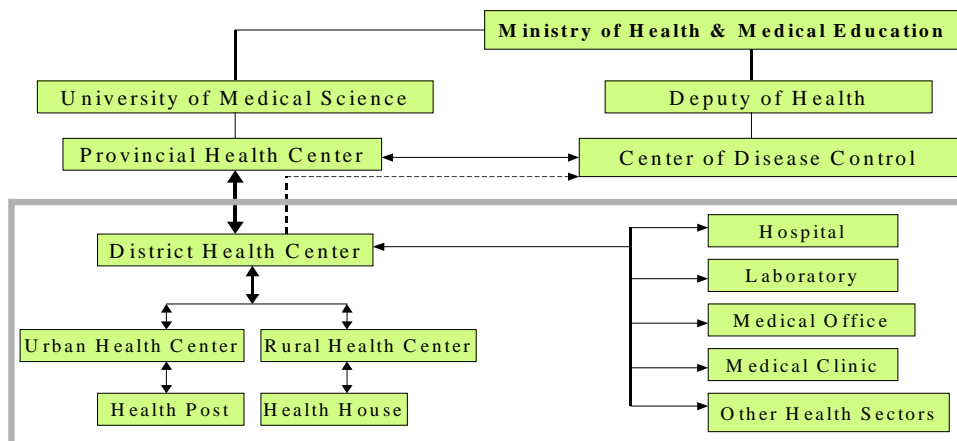 Ministry of Health & Medical Education
University of Medical Science
Deputy of Health
Provincial Health Center
Center of Disease Control
District Health Center
Hospital
Laboratory
Medical Office
Medical Clinic
Other Health Sectors
Urban Health Center
Rural Health Center
Health Post
Health House